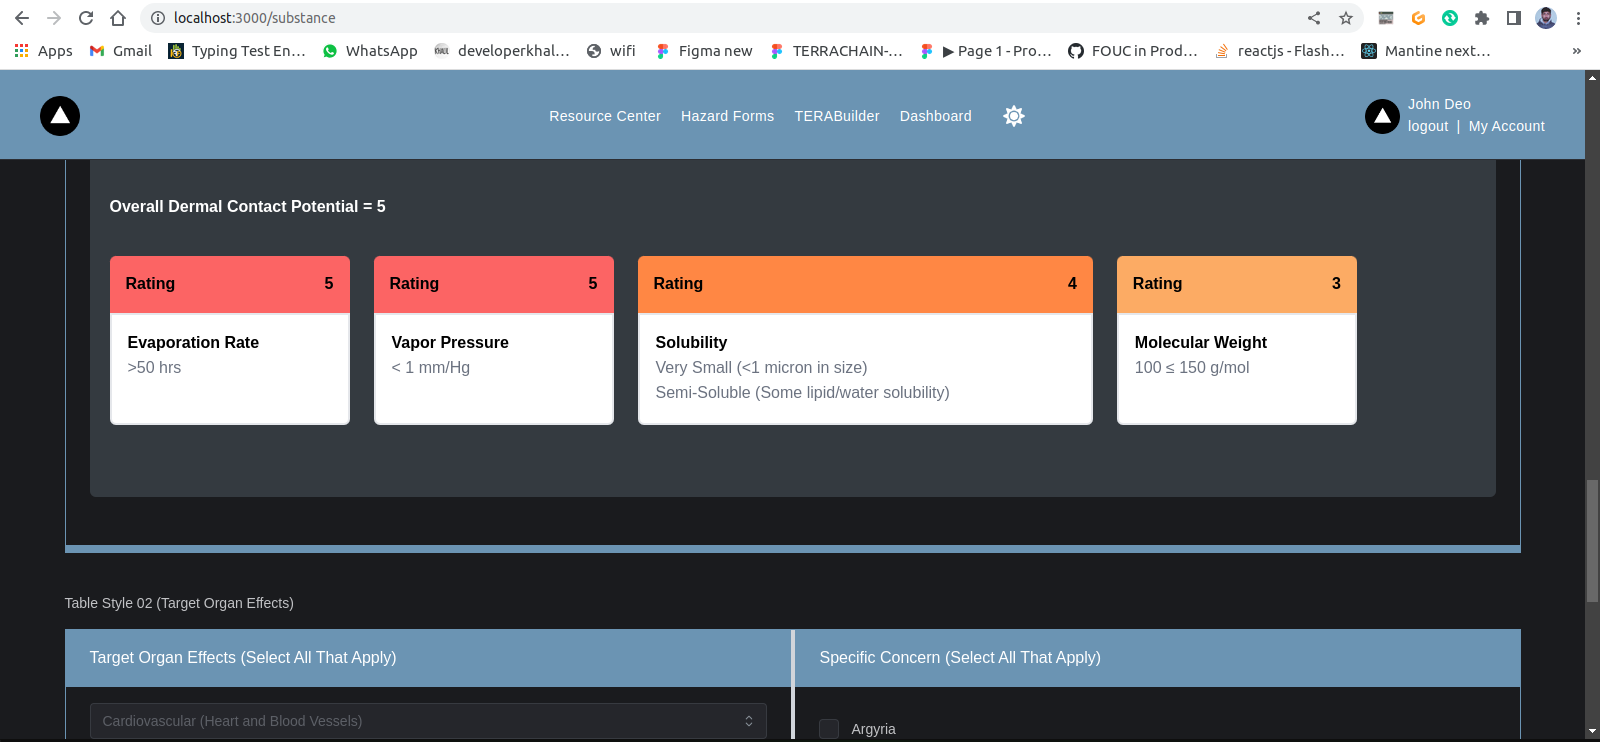 localhost:3000/substance
Apps Gmail Typing Test En... WhatsApp developerkhal... wifi Figma new TERRACHAIN-... ▶ Page 1 - Pro... FOUC in Prod... reactjs - Flash... Mantine next... »
Resource Center Hazard Forms TERABuilder Dashboard
John Deo
logout | My Account
Overall Dermal Contact Potential = 5
Rating 5
Evaporation Rate
>50 hrs
Rating 5
Vapor Pressure
< 1 mm/Hg
Rating 4
Solubility
Very Small (<1 micron in size)
Semi-Soluble (Some lipid/water solubility)
Rating 3
Molecular Weight
100 ≤ 150 g/mol
Table Style 02 (Target Organ Effects)
Target Organ Effects (Select All That Apply)
Cardiovascular (Heart and Blood Vessels)
Specific Concern (Select All That Apply)
Argyria